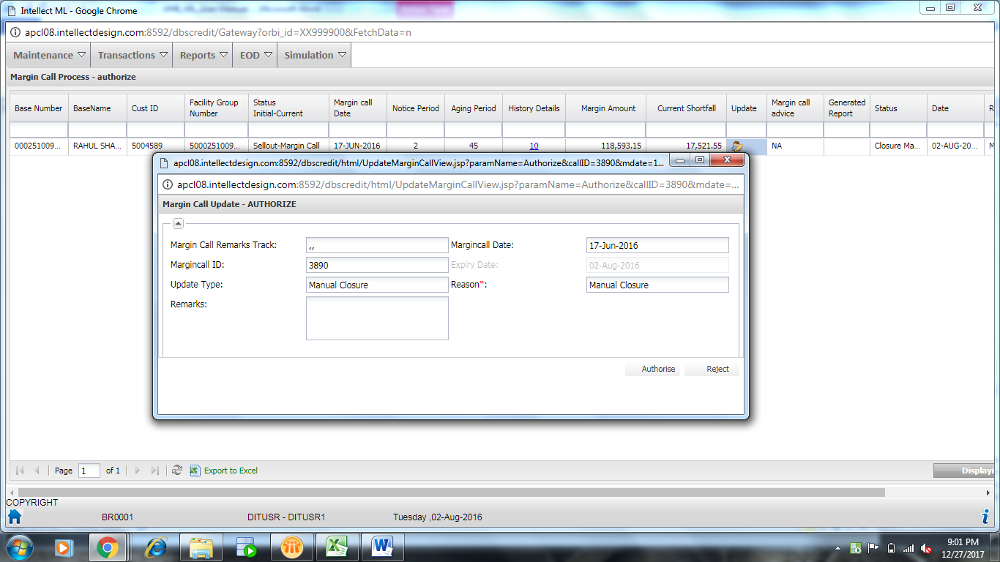 Intellect ML - Google Chrome
apcl08.intellectdesign.com:8592/dbscredit/Gateway?orbi_id=XX999900&FetchData=n
Maintenance Transactions Reports EOD Simulation
Margin Call Process - authorize
Base Number BaseName Cust ID Facility Group Number Status Initial-Current Margin call Date Notice Period Aging Period History Details Margin Amount Current Shortfall Update Margin call advice Generated Report Status Date R
000251009... RAHUL SHA... 5004589 5000251009... Sellout-Margin Call 17-JUN-2016 2 45 10 118,593.15 17,521.55 NA Closure Ma... 02-AUG-20... M
apcl08.intellectdesign.com:8592/dbscredit/html/UpdateMarginCallView.jsp?paramName=Authorize&callID=3890&mdate=1...
apcl08.intellectdesign.com:8592/dbscredit/html/UpdateMarginCallView.jsp?paramName=Authorize&callID=3890&mdate=...
Margin Call Update - AUTHORIZE
Margin Call Remarks Track: ,, Margincall Date: 17-Jun-2016
Margincall ID: 3890 Expiry Date: 02-Aug-2016
Update Type: Manual Closure Reason*: Manual Closure
Remarks:
Authorise Reject
Page 1 of 1 Export to Excel Displayi
COPYRIGHT
BR0001 DITUSR - DITUSR1 Tuesday ,02-Aug-2016
9:01 PM
12/27/2017